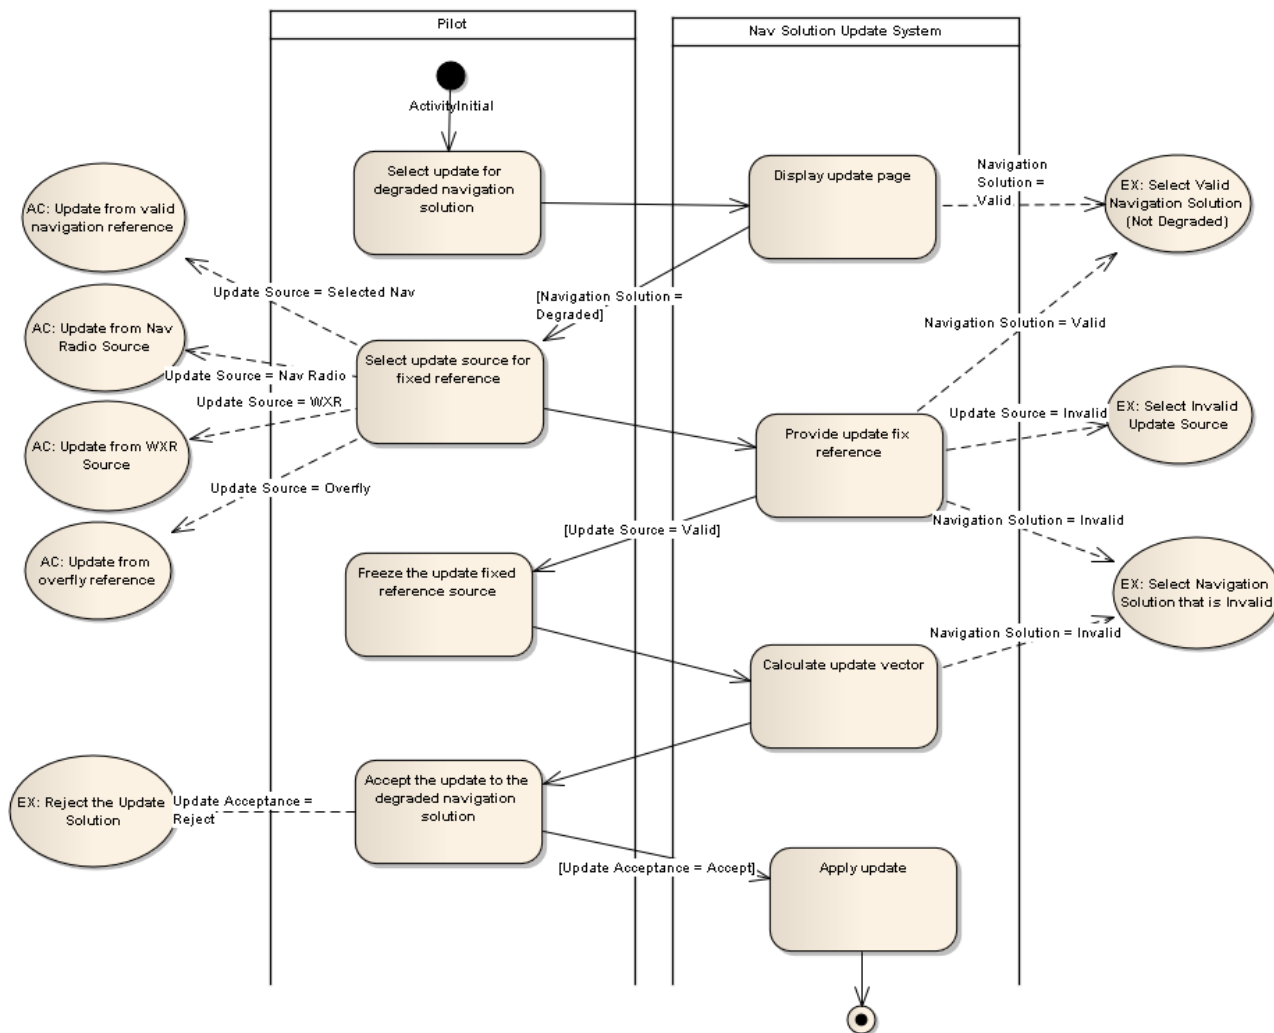 Pilot
Nav Solution Update System
ActivityInitial
Select update for
degraded navigation
solution
Display update page
Navigation
Solution =
Valid
EX: Select Valid
Navigation Solution
(Not Degraded)
AC: Update from valid
navigation reference
Update Source = Selected Nav
[Navigation Solution =
Degraded]
Navigation Solution = Valid
AC: Update from Nav
Radio Source
Update Source = Nav Radio
Select update source for
fixed reference
Update Source = WXR
AC: Update from WXR
Source
Update Source = Overfly
Provide update fix
reference
Update Source = Invalid
EX: Select Invalid
Update Source
Navigation Solution = Invalid
[Update Source = Valid]
AC: Update from
overfly reference
Freeze the update fixed
reference source
EX: Select Navigation
Solution that is Invalid
Navigation Solution = Invalid
Calculate update vector
Accept the update to the
degraded navigation
solution
Update Acceptance =
Reject
EX: Reject the Update
Solution
[Update Acceptance = Accept]
Apply update